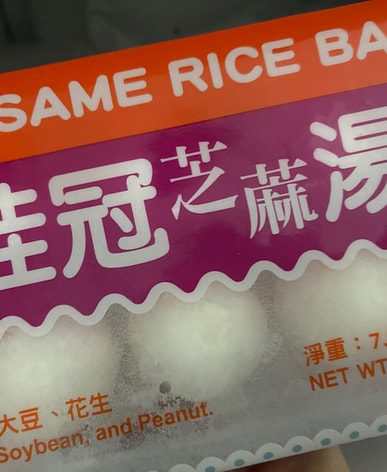 SAME RICE BA
桂冠芝麻湯
大豆、花生
Soybean, and Peanut.
淨重：7.
NET WT